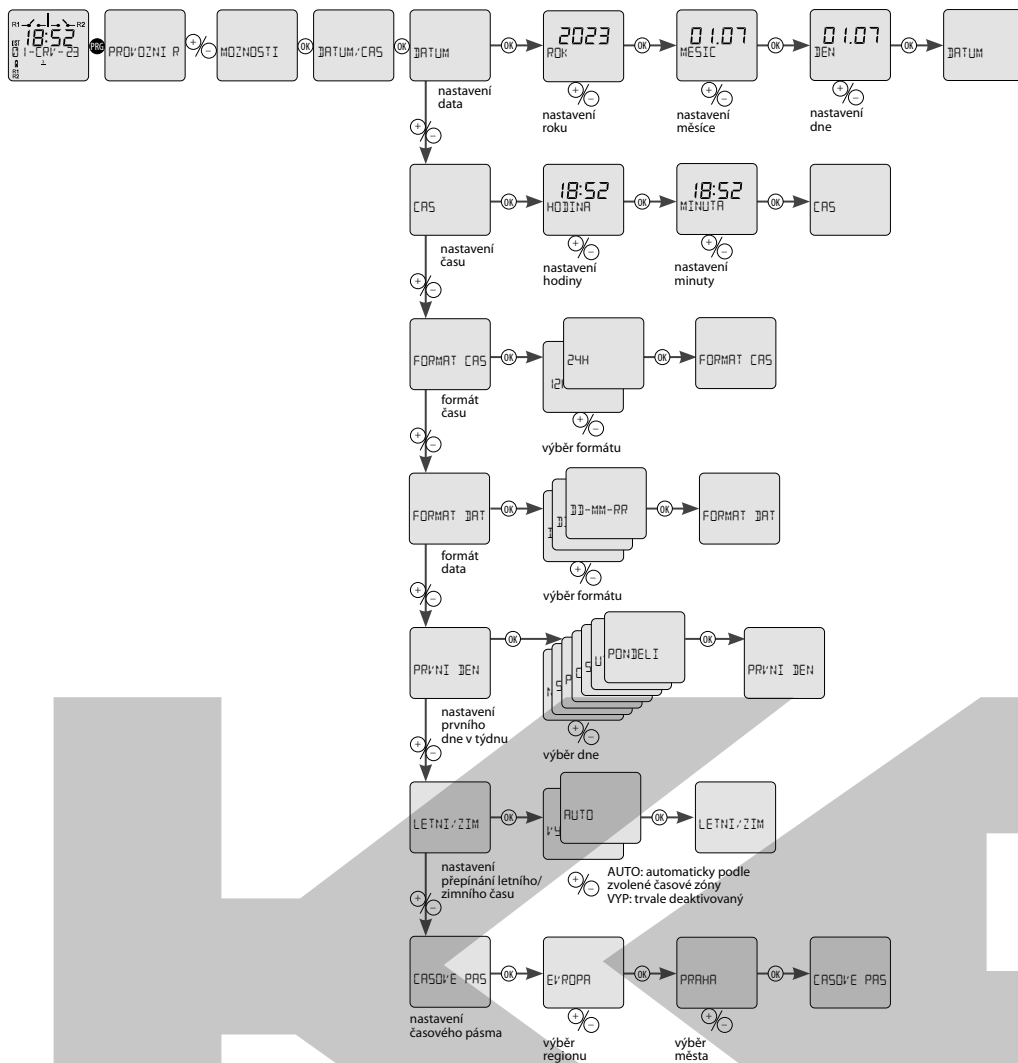 R1 R2
18:52
1-CRV-23
PRG
PROVOZNI R
+ −
MOZNOSTI
OK
DATUM/CAS
OK
DATUM
OK
2023
ROK
OK
01.07
MESIC
OK
01.07
DEN
OK
DATUM
nastavení
data
+ −
nastavení
roku
+ −
nastavení
měsíce
+ −
nastavení
dne
+ −
CAS
OK
18:52
HODINA
OK
18:52
MINUTA
OK
CAS
nastavení
času
+ −
nastavení
hodiny
+ −
nastavení
minuty
+ −
FORMAT CAS
OK
24H
OK
FORMAT CAS
formát
času
+ −
výběr formátu
+ −
FORMAT DAT
OK
DD-MM-RR
OK
FORMAT DAT
formát
data
+ −
výběr formátu
+ −
PRVNI DEN
OK
PONDELI
OK
PRVNI DEN
nastavení
prvního
dne v týdnu
+ −
výběr dne
LETNI/ZIM
OK
AUTO
OK
LETNI/ZIM
nastavení
přepínání letního/
zimního času
+ −
AUTO: automaticky podle
zvolené časové zóny
VYP: trvale deaktivovaný
+ −
CASOVE PAS
OK
EVROPA
OK
PRAHA
OK
CASOVE PAS
nastavení
časového pásma
+ −
výběr
regionu
+ −
výběr
města